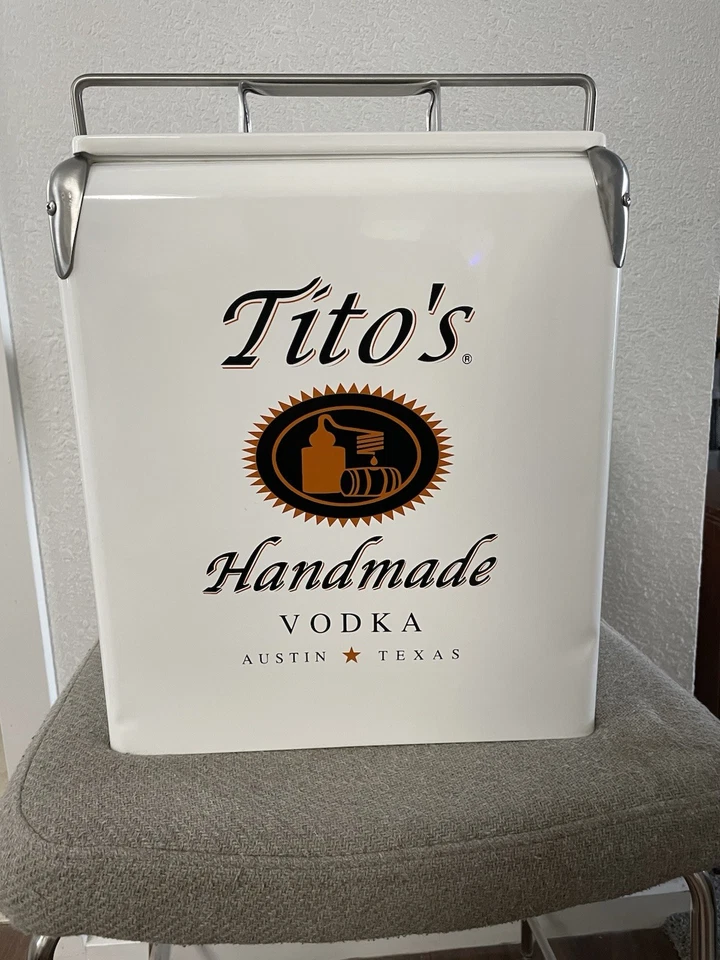 Tito's®
Handmade
VODKA
AUSTIN ★ TEXAS